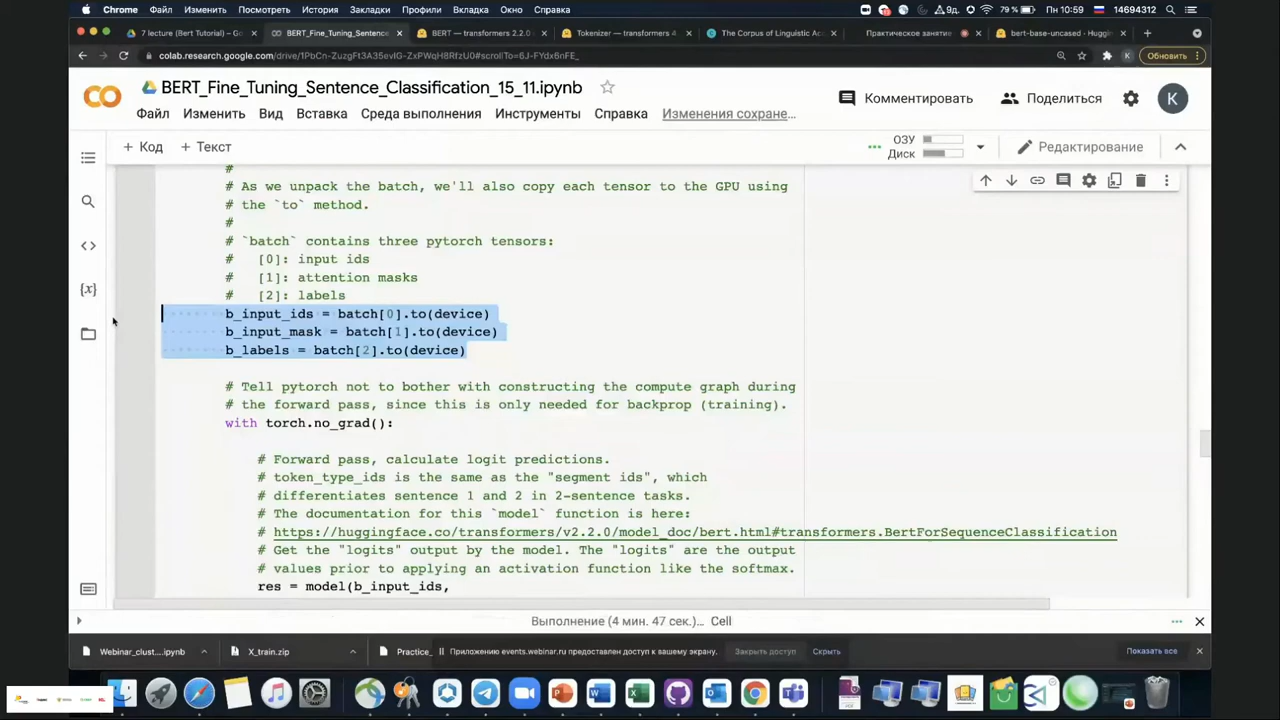 Chrome Файл Изменить Посмотреть История Закладки Профили Вкладка Окно Справка 9д. 79 % Пн 10:59 14694312
7 lecture (Bert Tutorial) – Go BERT_Fine_Tuning_Sentence_C BERT — transformers 2.2.0 Tokenizer — transformers 4 The Corpus of Linguistic Acc Практическое занятие bert-base-uncased · Huggin
colab.research.google.com/drive/1PbCn-ZuzgFt3A35evIG-ZxPWqH8RfzU0#scrollTo=6J-FYdx6nFE_ K Обновить
BERT_Fine_Tuning_Sentence_Classification_15_11.ipynb
Комментировать Поделиться K
Файл Изменить Вид Вставка Среда выполнения Инструменты Справка Изменения сохране...
+ Код + Текст ОЗУ Диск Редактирование
#
# As we unpack the batch, we'll also copy each tensor to the GPU using
# the `to` method.
#
# `batch` contains three pytorch tensors:
# [0]: input ids
# [1]: attention masks
# [2]: labels
b_input_ids = batch[0].to(device)
b_input_mask = batch[1].to(device)
b_labels = batch[2].to(device)
# Tell pytorch not to bother with constructing the compute graph during
# the forward pass, since this is only needed for backprop (training).
with torch.no_grad():
# Forward pass, calculate logit predictions.
# token_type_ids is the same as the "segment ids", which
# differentiates sentence 1 and 2 in 2-sentence tasks.
# The documentation for this `model` function is here:
# https://huggingface.co/transformers/v2.2.0/model_doc/bert.html#transformers.BertForSequenceClassification
# Get the "logits" output by the model. The "logits" are the output
# values prior to applying an activation function like the softmax.
res = model(b_input_ids,
Выполнение (4 мин. 47 сек.)... Cell
Webinar_clust....ipynb X_train.zip Practice_ Приложению events.webinar.ru предоставлен доступ к вашему экрану. Закрыть доступ Скрыть Показать все